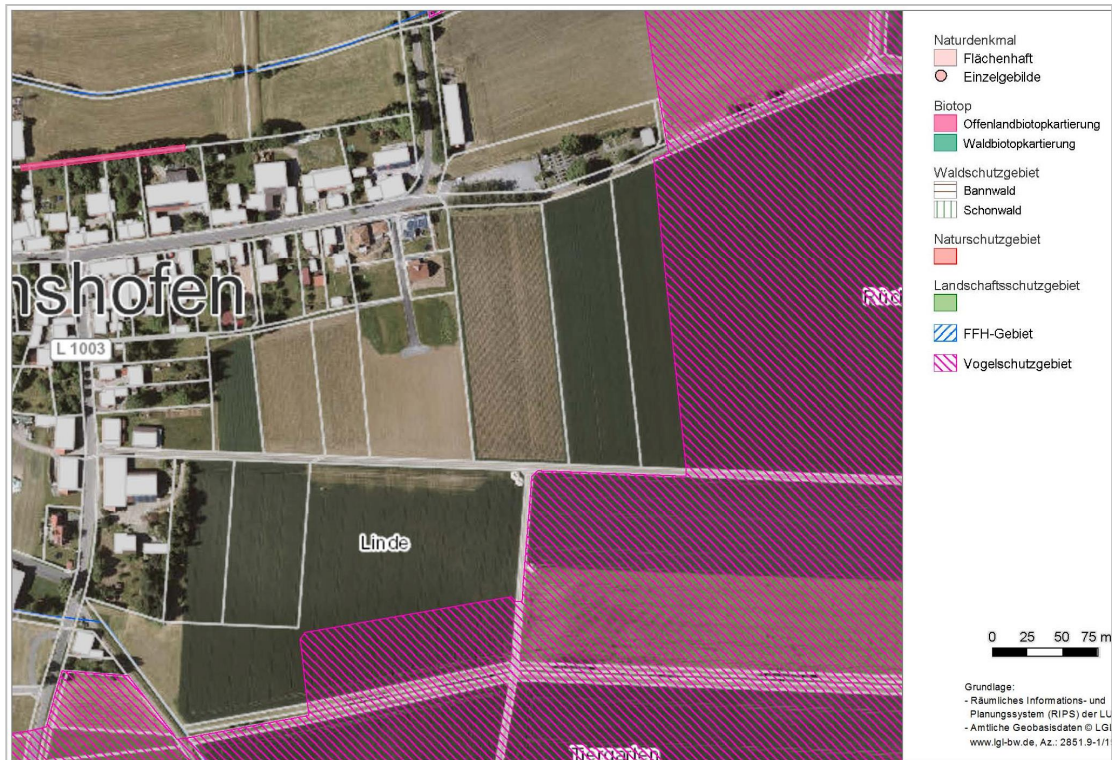 nshofen
L 1003
Linde
Tiergarten
Naturdenkmal
Flächenhaft
Einzelgebilde
Biotop
Offenlandbiotopkartierung
Waldbiotopkartierung
Waldschutzgebiet
Bannwald
Schonwald
Naturschutzgebiet
Landschaftsschutzgebiet
FFH-Gebiet
Vogelschutzgebiet
0 25 50 75 m
Grundlage:
- Räumliches Informations- und
Planungssystem (RIPS) der LU
- Amtliche Geobasisdaten © LGL
www.lgl-bw.de, Az.: 2851.9-1/1